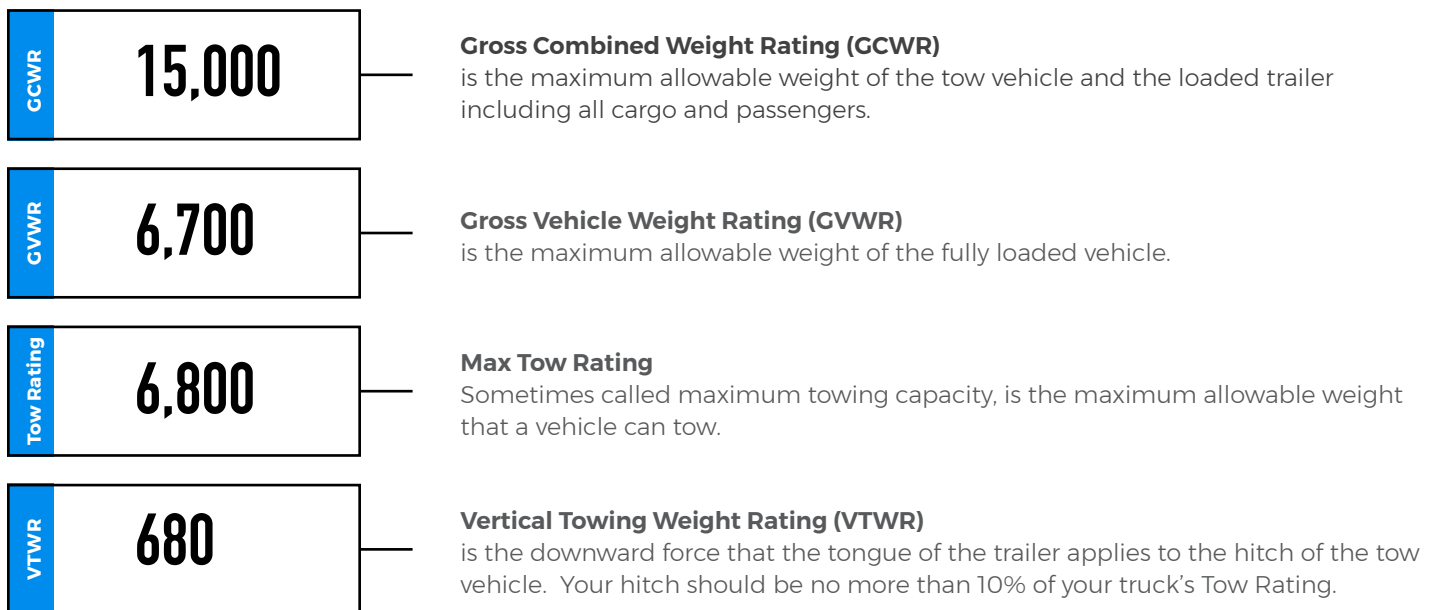 GCWR
15,000
Gross Combined Weight Rating (GCWR)
is the maximum allowable weight of the tow vehicle and the loaded trailer
including all cargo and passengers.
GVWR
6,700
Gross Vehicle Weight Rating (GVWR)
is the maximum allowable weight of the fully loaded vehicle.
Tow Rating
6,800
Max Tow Rating
Sometimes called maximum towing capacity, is the maximum allowable weight
that a vehicle can tow.
VTWR
680
Vertical Towing Weight Rating (VTWR)
is the downward force that the tongue of the trailer applies to the hitch of the tow
vehicle.  Your hitch should be no more than 10% of your truck's Tow Rating.